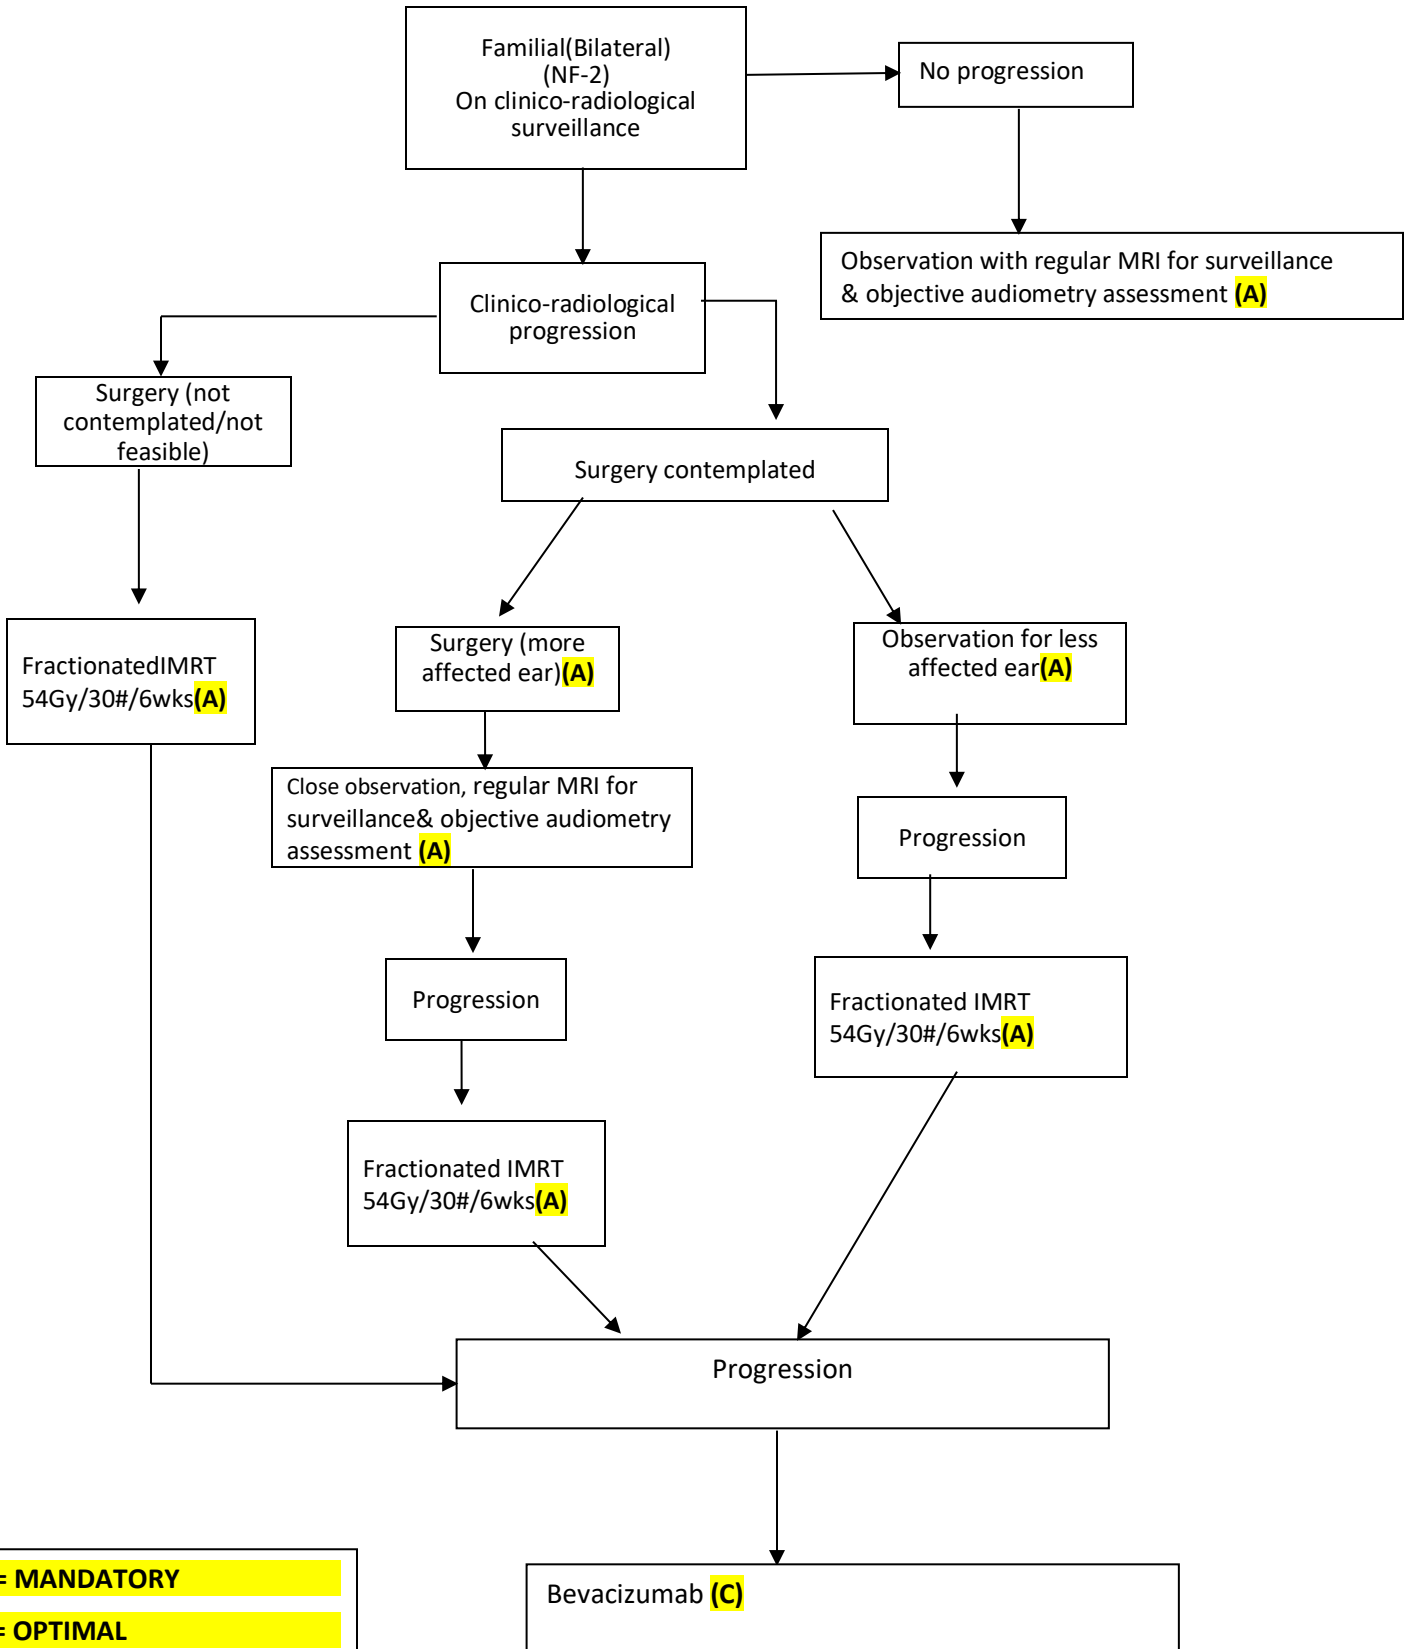 Familial(Bilateral)
(NF-2)
On clinico-radiological
surveillance
No progression
Observation with regular MRI for surveillance
& objective audiometry assessment (A)
Clinico-radiological
progression
Surgery (not
contemplated/not
feasible)
Surgery contemplated
FractionatedIMRT
54Gy/30#/6wks(A)
Surgery (more
affected ear)(A)
Observation for less
affected ear(A)
Close observation, regular MRI for
surveillance& objective audiometry
assessment (A)
Progression
Progression
Fractionated IMRT
54Gy/30#/6wks(A)
Fractionated IMRT
54Gy/30#/6wks(A)
Progression
Bevacizumab (C)
= MANDATORY
= OPTIMAL